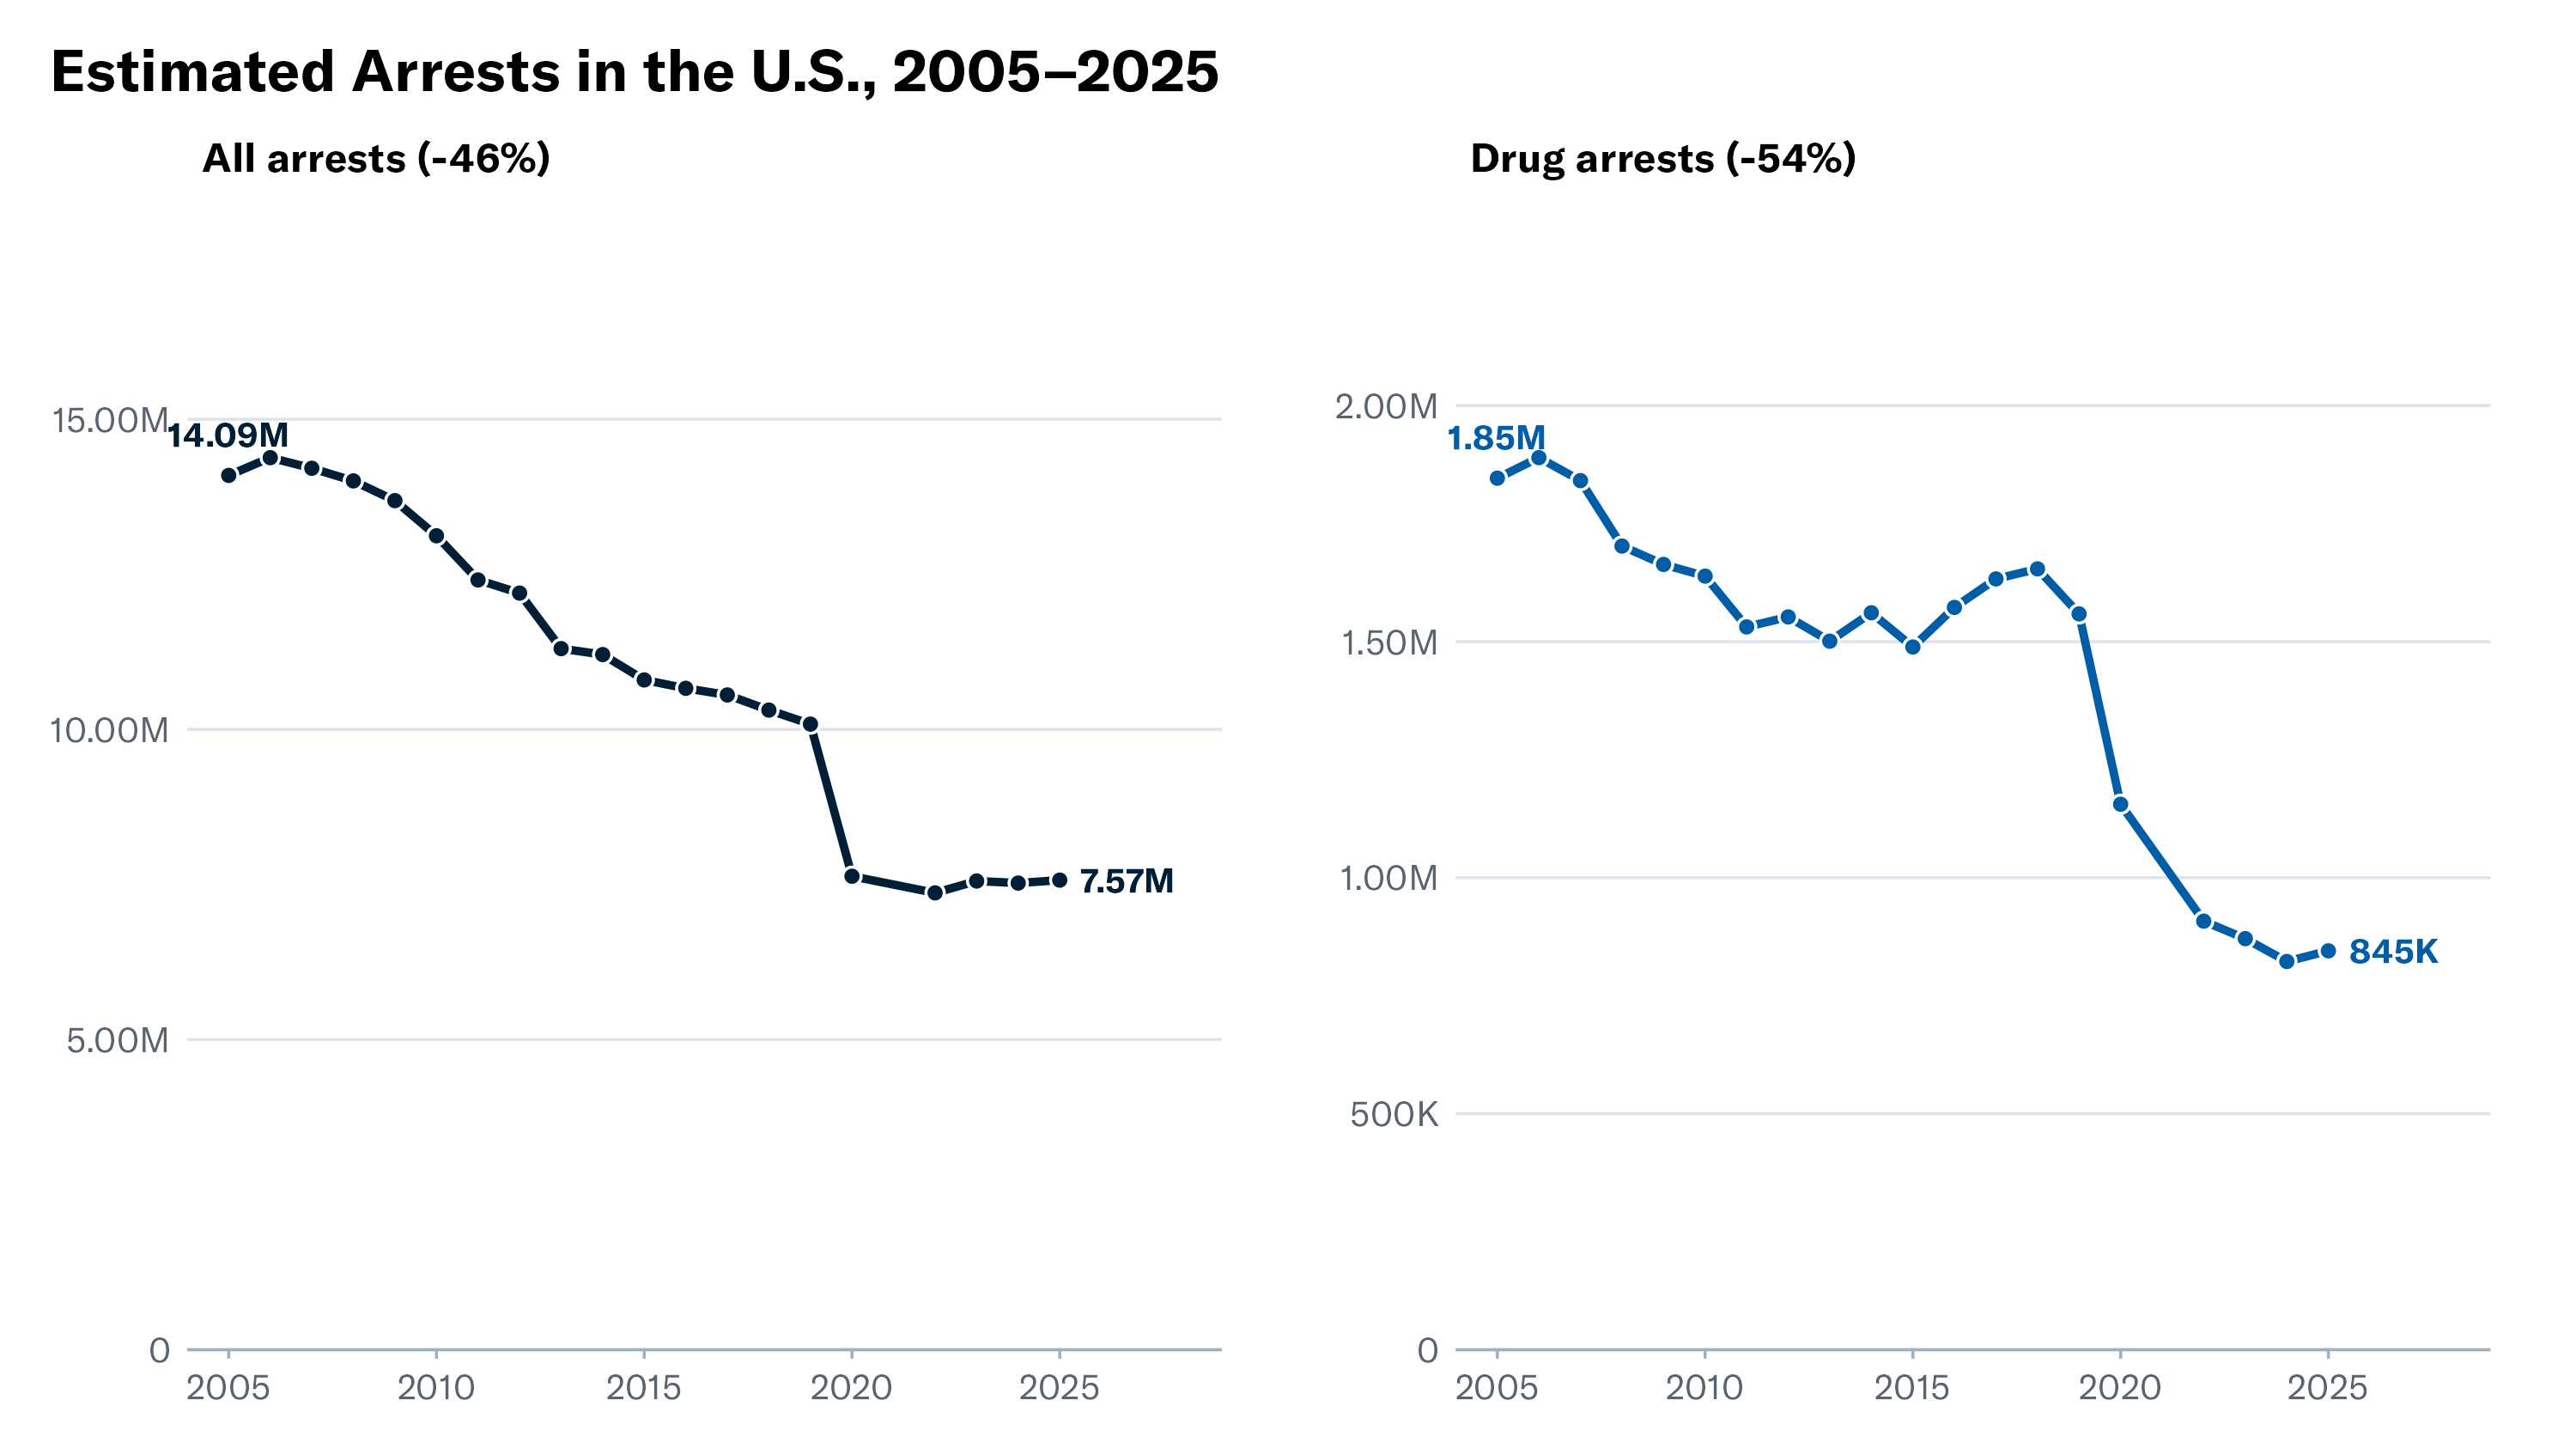 Estimated Arrests in the U.S., 2005–2025
All arrests (-46%)
15.00M
14.09M
10.00M
7.57M
5.00M
0
2005 2010 2015 2020 2025
Drug arrests (-54%)
2.00M
1.85M
1.50M
1.00M
845K
500K
0
2005 2010 2015 2020 2025